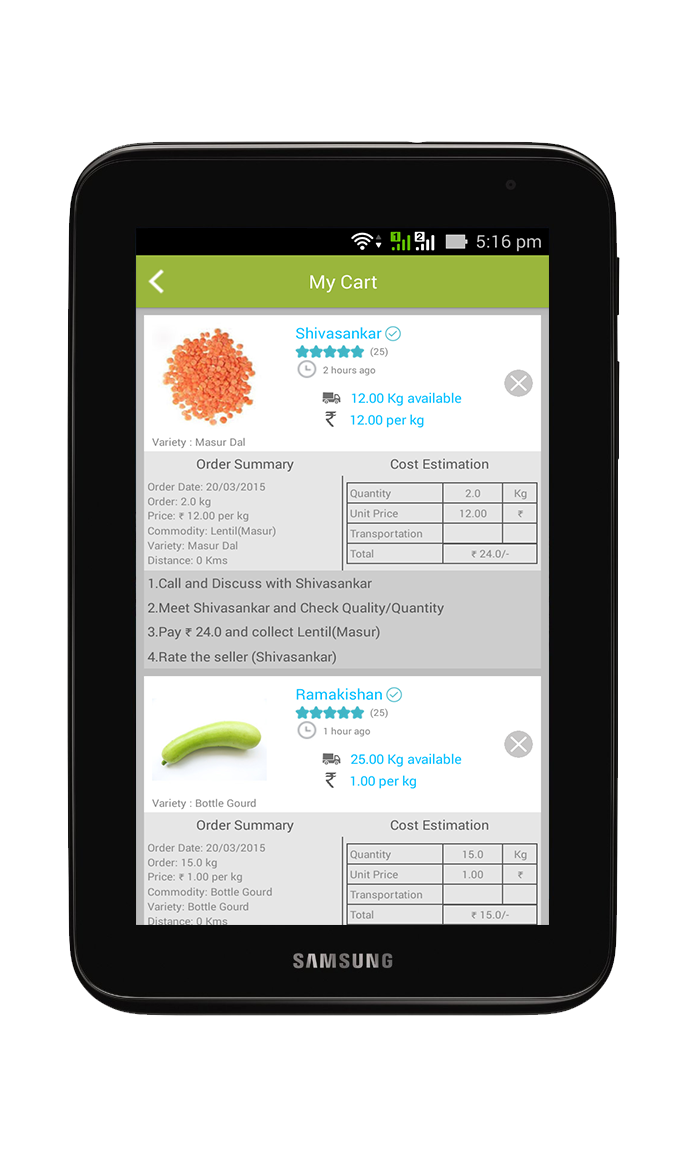 1 2 5:16 pm
My Cart
Shivasankar
(25)
2 hours ago
12.00 Kg available
₹ 12.00 per kg
Variety : Masur Dal
Order Summary
Order Date: 20/03/2015
Order: 2.0 kg
Price: ₹ 12.00 per kg
Commodity: Lentil(Masur)
Variety: Masur Dal
Distance: 0 Kms
Cost Estimation
Quantity 2.0 Kg
Unit Price 12.00 ₹
Transportation
Total ₹ 24.0/-
1.Call and Discuss with Shivasankar
2.Meet Shivasankar and Check Quality/Quantity
3.Pay ₹ 24.0 and collect Lentil(Masur)
4.Rate the seller (Shivasankar)
Ramakishan
(25)
1 hour ago
25.00 Kg available
₹ 1.00 per kg
Variety : Bottle Gourd
Order Summary
Order Date: 20/03/2015
Order: 15.0 kg
Price: ₹ 1.00 per kg
Commodity: Bottle Gourd
Variety: Bottle Gourd
Distance: 0 Kms
Cost Estimation
Quantity 15.0 Kg
Unit Price 1.00 ₹
Transportation
Total ₹ 15.0/-
SAMSUNG